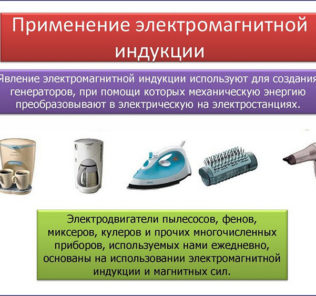 Применение электромагнитной
индукции
Явление электромагнитной индукции используют для создания
генераторов, при помощи которых механическую энергию
преобразовывают в электрическую на электростанциях.
Электродвигатели пылесосов, фенов,
миксеров, кулеров и прочих многочисленных
приборов, используемых нами ежедневно,
основаны на использовании электромагнитной
индукции и магнитных сил.